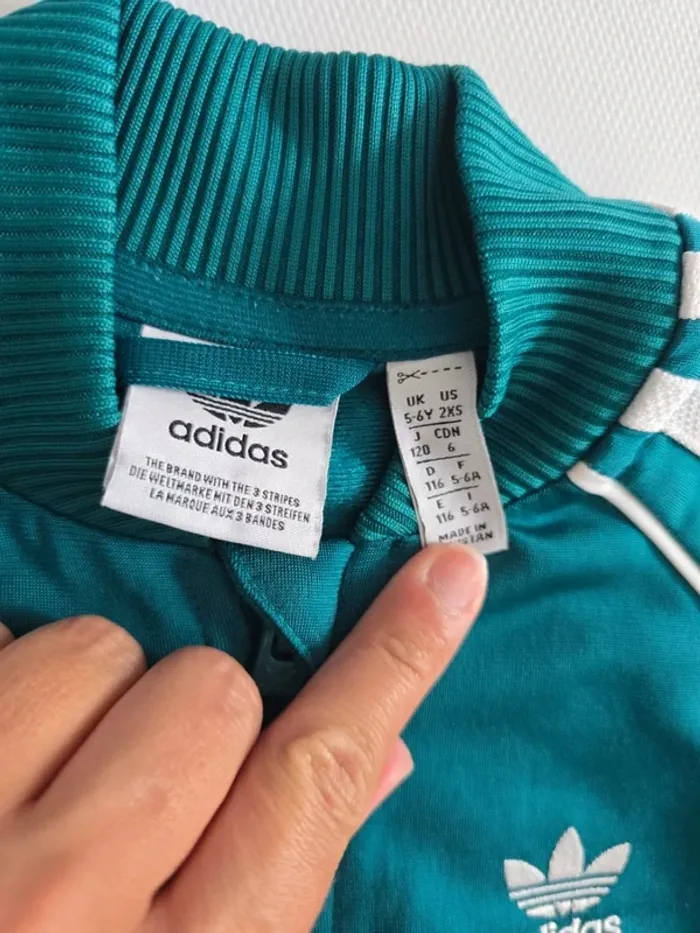 adidas
THE BRAND WITH THE 3 STRIPES
DIE WELTMARKE MIT DEN 3 STREIFEN
LA MARQUE AUX 3 BANDES
UK US
5-6Y 2XS
J CDN
120 6
D F
116 5-6A
E I
116 5-6A
MADE IN
adidas